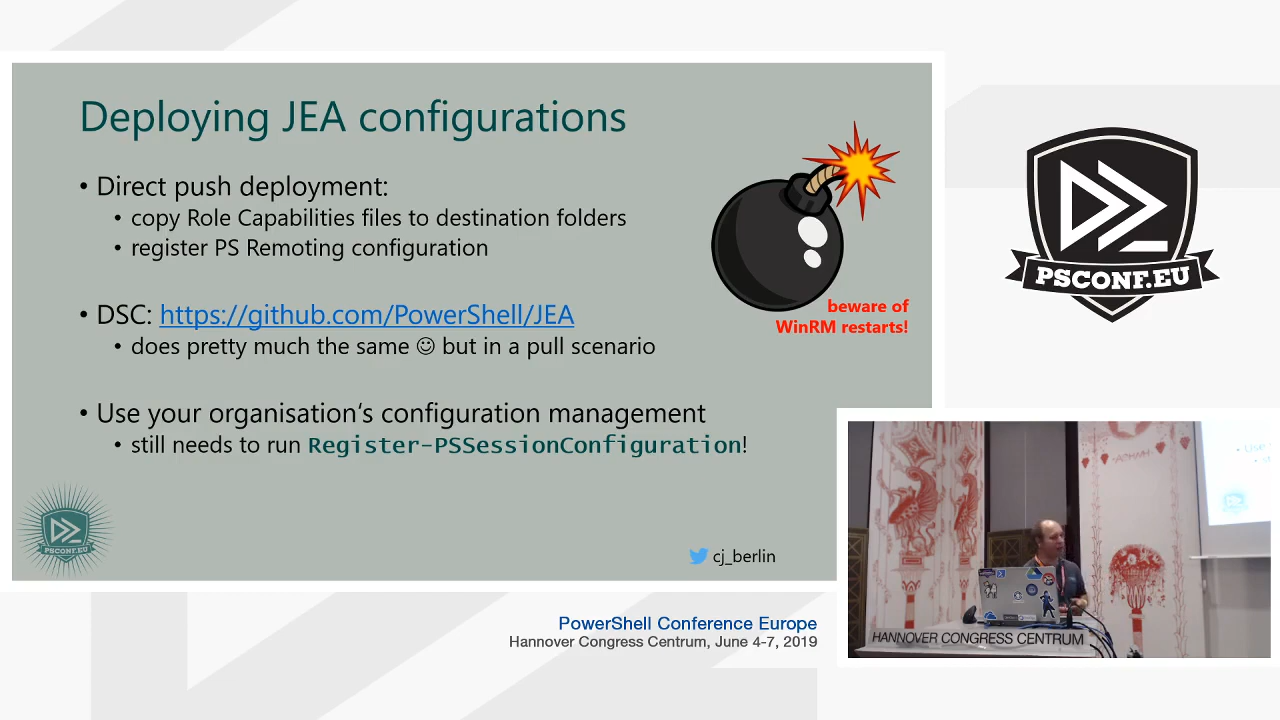 Deploying JEA configurations
• Direct push deployment:
• copy Role Capabilities files to destination folders
• register PS Remoting configuration
beware of
WinRM restarts!
• DSC: https://github.com/PowerShell/JEA
• does pretty much the same ☺ but in a pull scenario
• Use your organisation's configuration management
• still needs to run Register-PSSessionConfiguration!
PSCONF.EU
cj_berlin
PSCONF.EU
PowerShell Conference Europe
Hannover Congress Centrum, June 4-7, 2019
HANNOVER CONGRESS CENTRUM